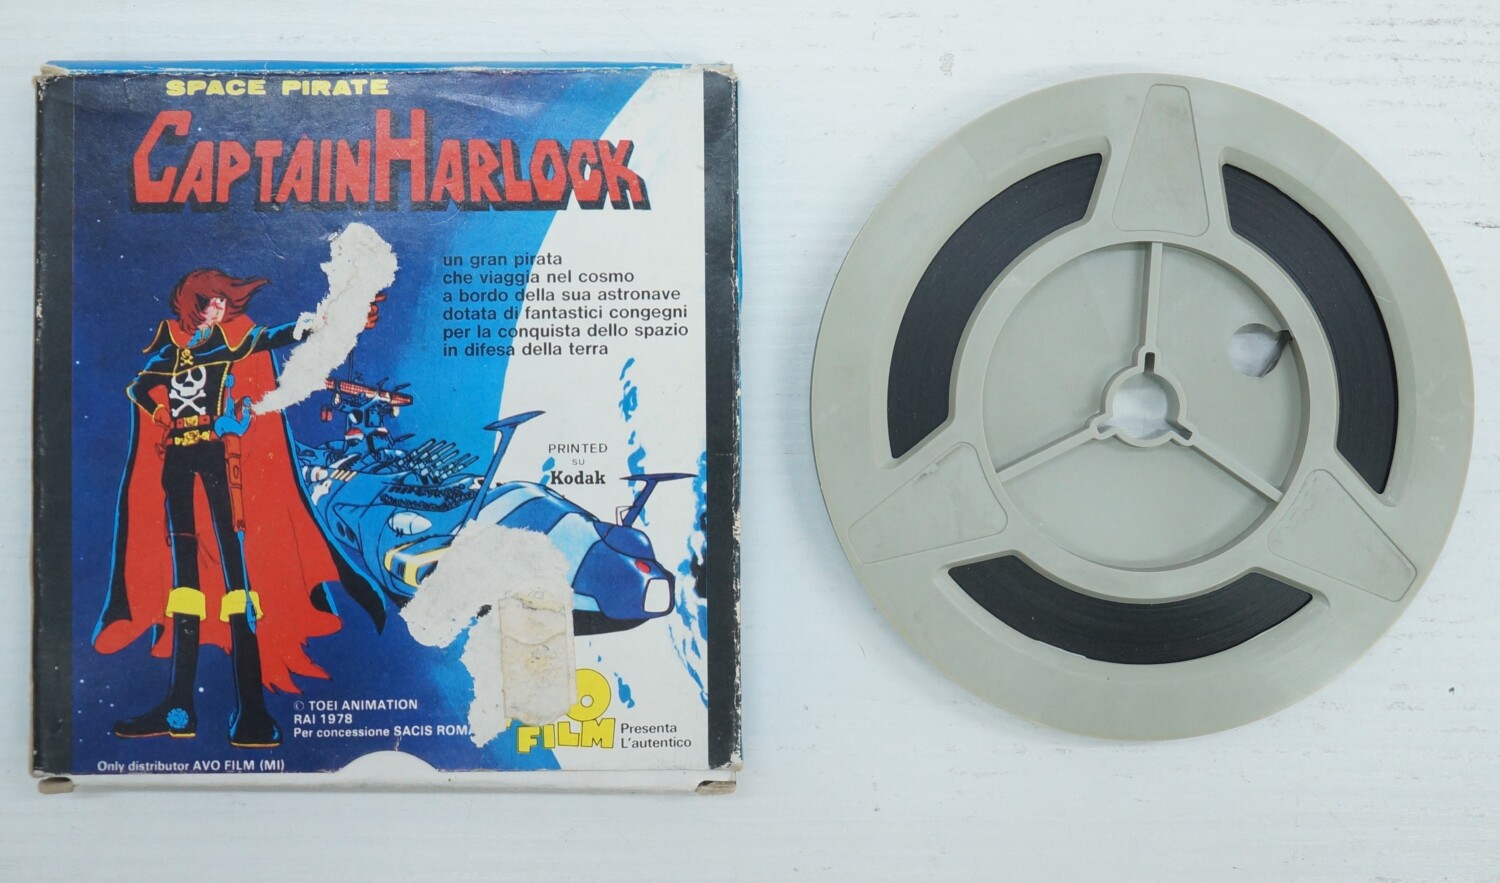 SPACE PIRATE
CAPTAIN HARLOCK
un gran pirata
che viaggia nel cosmo
a bordo della sua astronave
dotata di fantastici congegni
per la conquista dello spazio
in difesa della terra
PRINTED
SU
Kodak
© TOEI ANIMATION
RAI 1978
Per concessione SACIS
FILM
Presenta
L'autentico
Only distributor AVO FILM (MI)